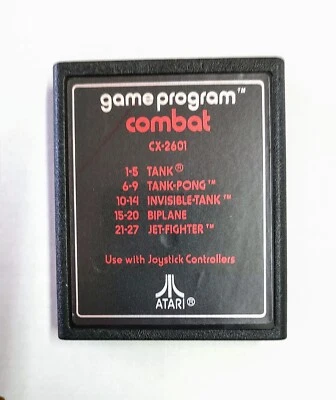 game program™
combat
CX-2601
1-5 TANK®
6-9 TANK-PONG™
10-14 INVISIBLE-TANK™
15-20 BIPLANE
21-27 JET-FIGHTER™
Use with Joystick Controllers
ATARI®